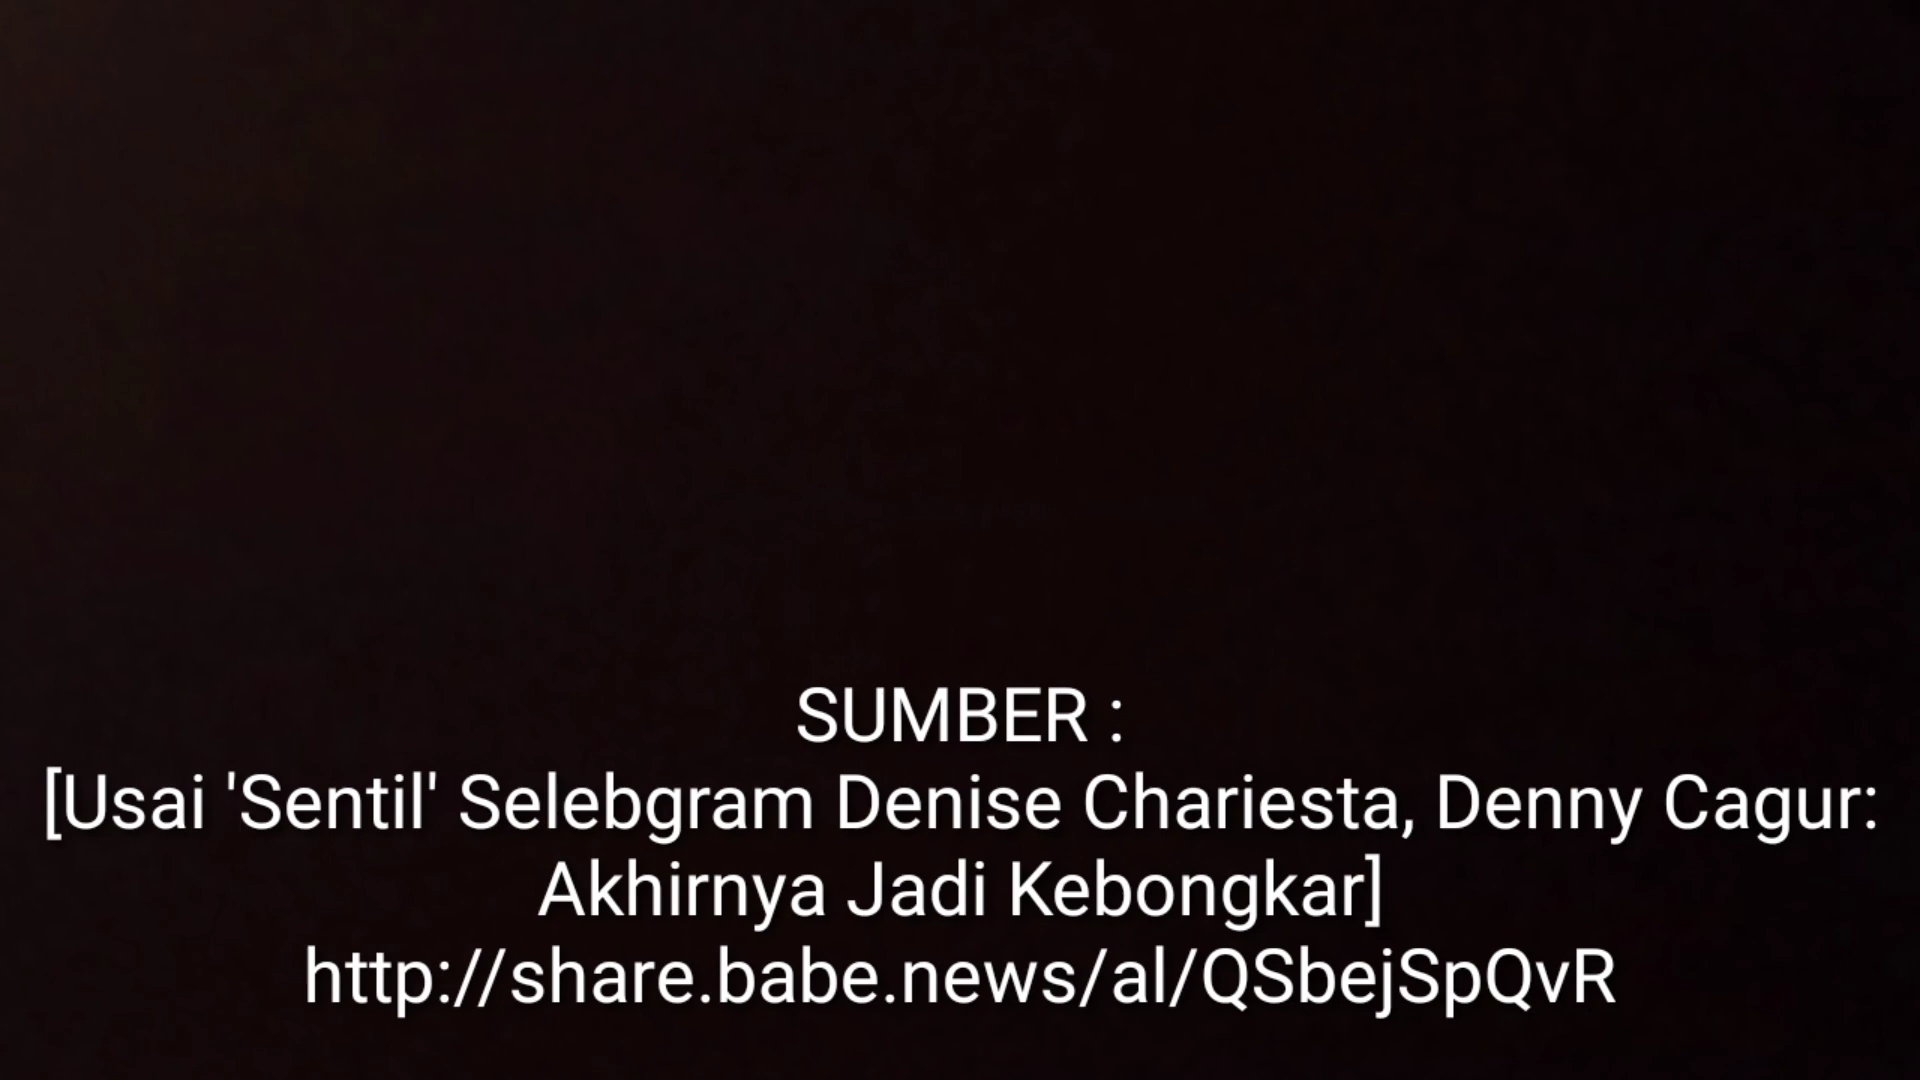 SUMBER :
[Usai 'Sentil' Selebgram Denise Chariesta, Denny Cagur:
Akhirnya Jadi Kebongkar]
http://share.babe.news/al/QSbejSpQvR